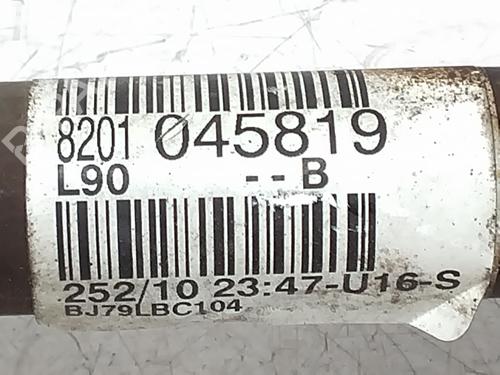 8201 045819
L90 -- B
252/10 23:47-U16-S
BJ79LBC104